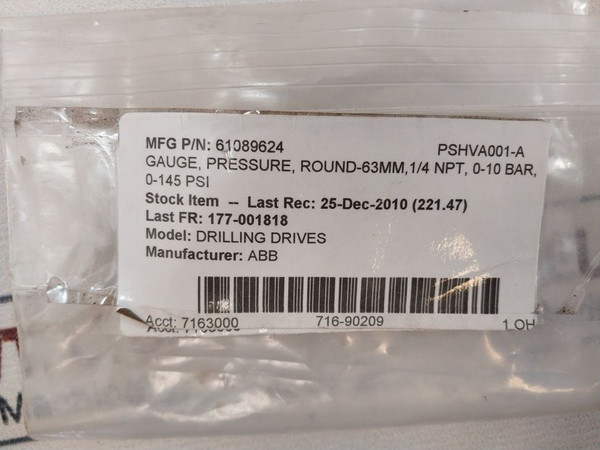 MFG P/N: 61089624 PSHVA001-A
GAUGE, PRESSURE, ROUND-63MM,1/4 NPT, 0-10 BAR,
0-145 PSI
Stock Item -- Last Rec: 25-Dec-2010 (221.47)
Last FR: 177-001818
Model: DRILLING DRIVES
Manufacturer: ABB
Acct: 7163000 716-90209 1 OH